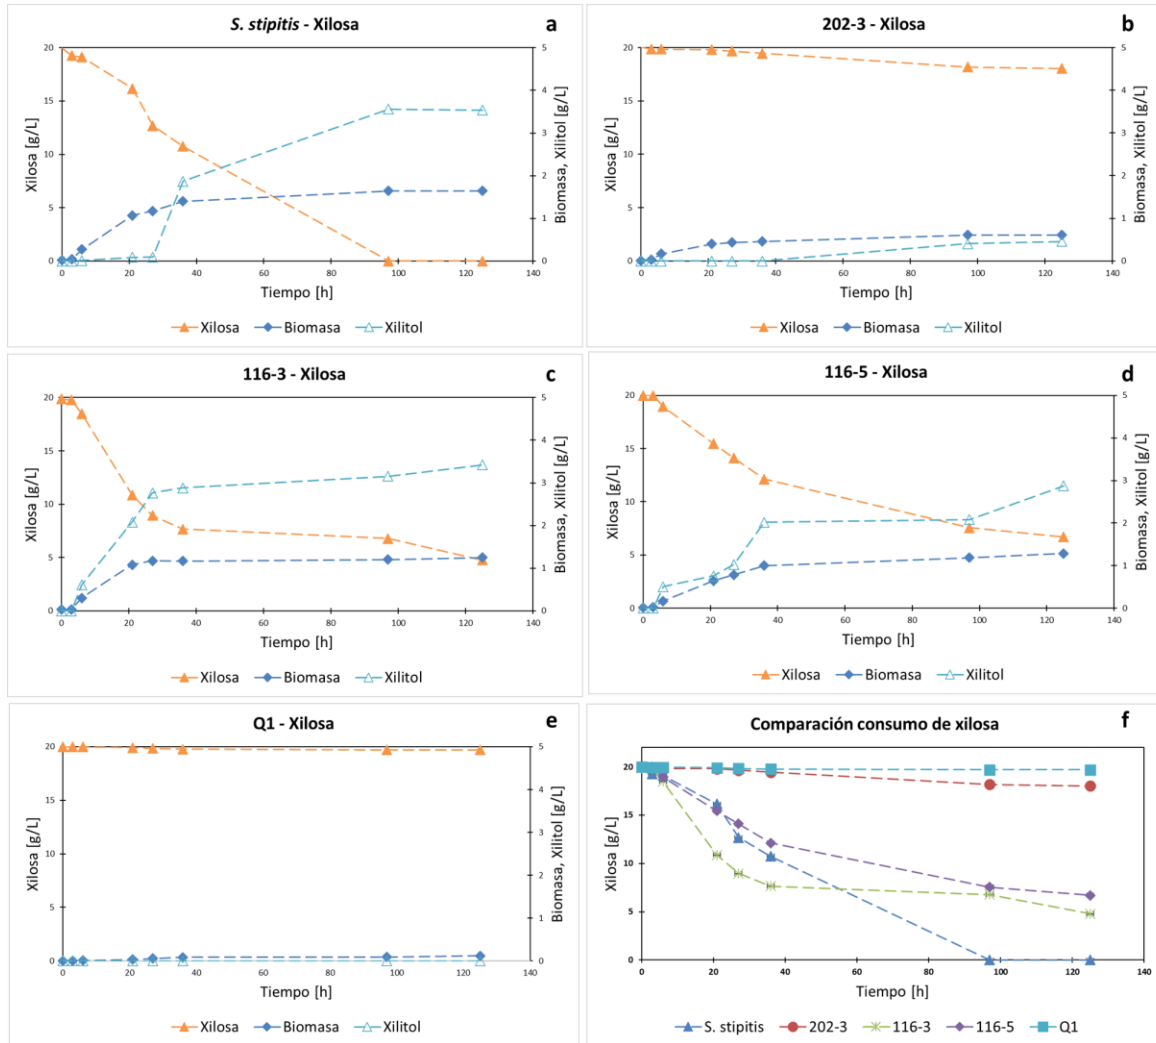 S. stipitis - Xilosa
a
20
15
10
5
0
5
4
3
2
1
0
0 20 40 60 80 100 120 140
Xilosa [g/L]
Biomasa, Xilitol [g/L]
Tiempo [h]
Xilosa Biomasa Xilitol
202-3 - Xilosa
b
20
15
10
5
0
5
4
3
2
1
0
0 20 40 60 80 100 120 140
Xilosa [g/L]
Biomasa, Xilitol [g/L]
Tiempo [h]
Xilosa Biomasa Xilitol
116-3 - Xilosa
c
20
15
10
5
0
5
4
3
2
1
0
0 20 40 60 80 100 120 140
Xilosa [g/L]
Biomasa, Xilitol [g/L]
Tiempo [h]
Xilosa Biomasa Xilitol
116-5 - Xilosa
d
20
15
10
5
0
5
4
3
2
1
0
0 20 40 60 80 100 120 140
Xilosa [g/L]
Biomasa, Xilitol [g/L]
Tiempo [h]
Xilosa Biomasa Xilitol
Q1 - Xilosa
e
20
15
10
5
0
5
4
3
2
1
0
0 20 40 60 80 100 120 140
Xilosa [g/L]
Biomasa, Xilitol [g/L]
Tiempo [h]
Xilosa Biomasa Xilitol
Comparación consumo de xilosa
f
20
15
10
5
0
0 20 40 60 80 100 120 140
Xilosa [g/L]
Tiempo [h]
S. stipitis 202-3 116-3 116-5 Q1